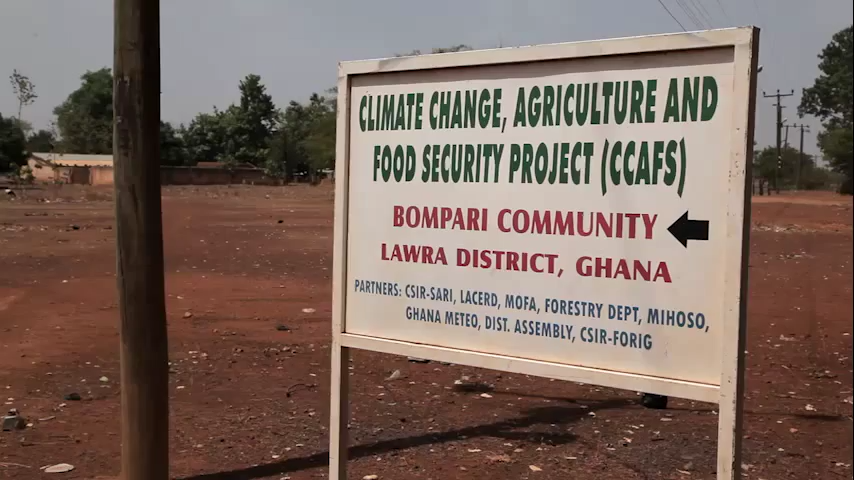 CLIMATE CHANGE, AGRICULTURE AND
FOOD SECURITY PROJECT (CCAFS)
BOMPARI COMMUNITY
LAWRA DISTRICT, GHANA
PARTNERS: CSIR-SARI, LACERD, MOFA, FORESTRY DEPT, MIHOSO,
GHANA METEO, DIST. ASSEMBLY, CSIR-FORIG